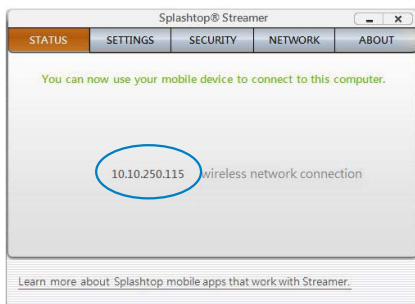 Splashtop® Streamer
STATUS SETTINGS SECURITY NETWORK ABOUT
You can now use your mobile device to connect to this computer.
10.10.250.115 wireless network connection
Learn more about Splashtop mobile apps that work with Streamer.